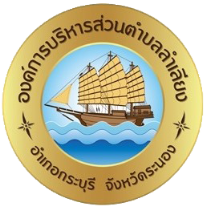 องค์การบริหารส่วนตำบลลำเลียง
อำเภอกระบุรี จังหวัดระนอง